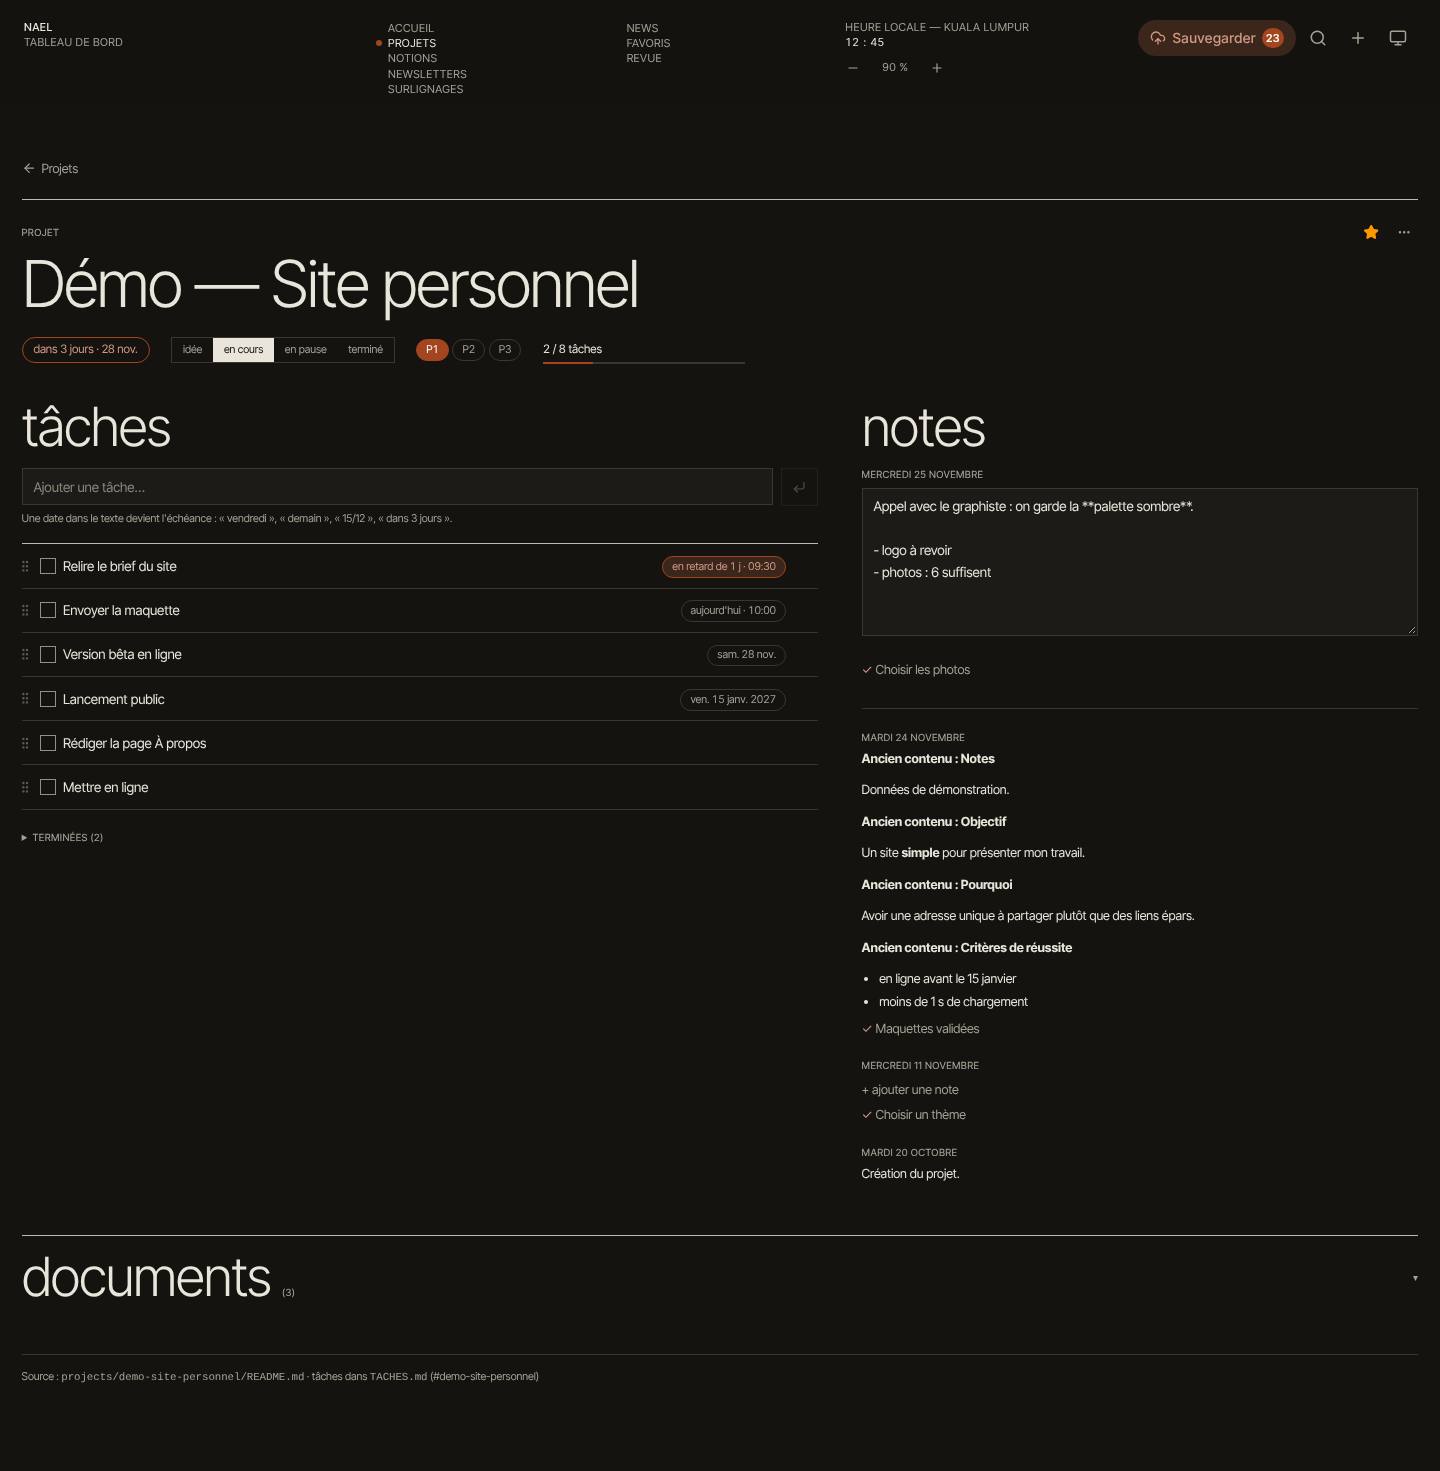 NAEL
TABLEAU DE BORD
ACCUEIL
PROJETS
NOTIONS
NEWSLETTERS
SURLIGNAGES
NEWS
FAVORIS
REVUE
HEURE LOCALE — KUALA LUMPUR
12 : 45
90 %
Sauvegarder 23
Projets
PROJET
Démo — Site personnel
dans 3 jours · 28 nov.
idée
en cours
en pause
terminé
P1
P2
P3
2 / 8 tâches
tâches
Ajouter une tâche…
Une date dans le texte devient l'échéance : « vendredi », « demain », « 15/12 », « dans 3 jours ».
Relire le brief du site
en retard de 1 j · 09:30
Envoyer la maquette
aujourd'hui · 10:00
Version bêta en ligne
sam. 28 nov.
Lancement public
ven. 15 janv. 2027
Rédiger la page À propos
Mettre en ligne
TERMINÉES (2)
notes
MERCREDI 25 NOVEMBRE
Appel avec le graphiste : on garde la **palette sombre**.
- logo à revoir
- photos : 6 suffisent
✓ Choisir les photos
MARDI 24 NOVEMBRE
Ancien contenu : Notes
Données de démonstration.
Ancien contenu : Objectif
Un site simple pour présenter mon travail.
Ancien contenu : Pourquoi
Avoir une adresse unique à partager plutôt que des liens épars.
Ancien contenu : Critères de réussite
• en ligne avant le 15 janvier
• moins de 1 s de chargement
✓ Maquettes validées
MERCREDI 11 NOVEMBRE
+ ajouter une note
✓ Choisir un thème
MARDI 20 OCTOBRE
Création du projet.
documents (3)
Source : projects/demo-site-personnel/README.md · tâches dans TACHES.md (#demo-site-personnel)